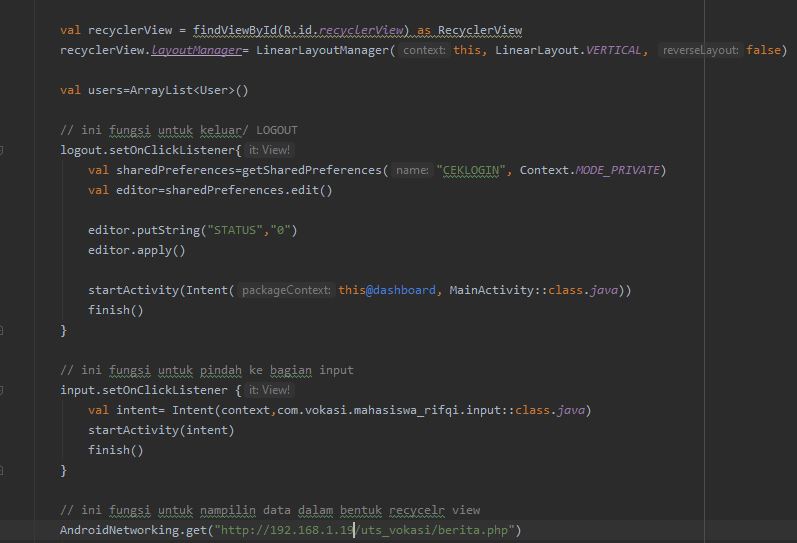 val recyclerView = findViewById(R.id.recyclerView) as RecyclerView
recyclerView.layoutManager= LinearLayoutManager( context: this, LinearLayout.VERTICAL, reverseLayout: false)
val users=ArrayList<User>()
// ini fungsi untuk keluar/ LOGOUT
logout.setOnClickListener{ it: View!
val sharedPreferences=getSharedPreferences( name: "CEKLOGIN", Context.MODE_PRIVATE)
val editor=sharedPreferences.edit()
editor.putString("STATUS","0")
editor.apply()
startActivity(Intent( packageContext: this@dashboard, MainActivity::class.java))
finish()
}
// ini fungsi untuk pindah ke bagian input
input.setOnClickListener { it: View!
val intent= Intent(context,com.vokasi.mahasiswa_rifqi.input::class.java)
startActivity(intent)
finish()
}
// ini fungsi untuk nampilin data dalam bentuk recycelr view
AndroidNetworking.get("http://192.168.1.19/uts_vokasi/berita.php")